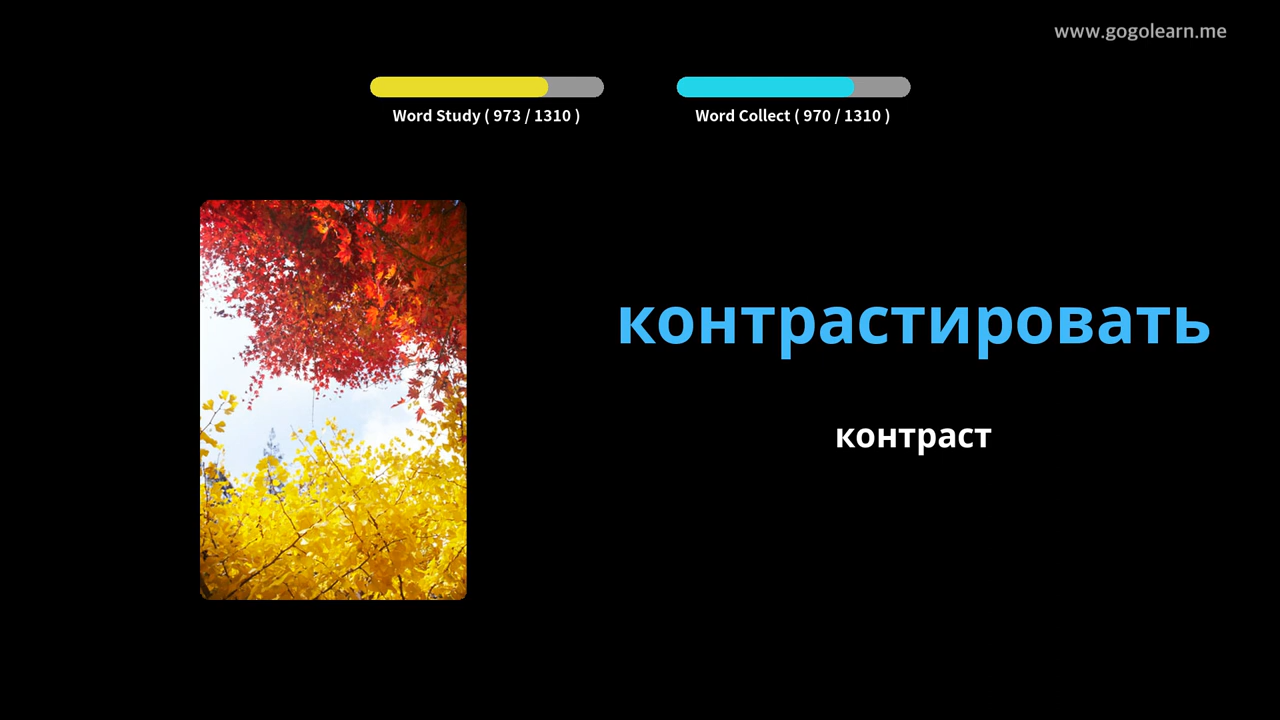 www.gogolearn.me
Word Study ( 973 / 1310 )
Word Collect ( 970 / 1310 )
контрастировать
контраст